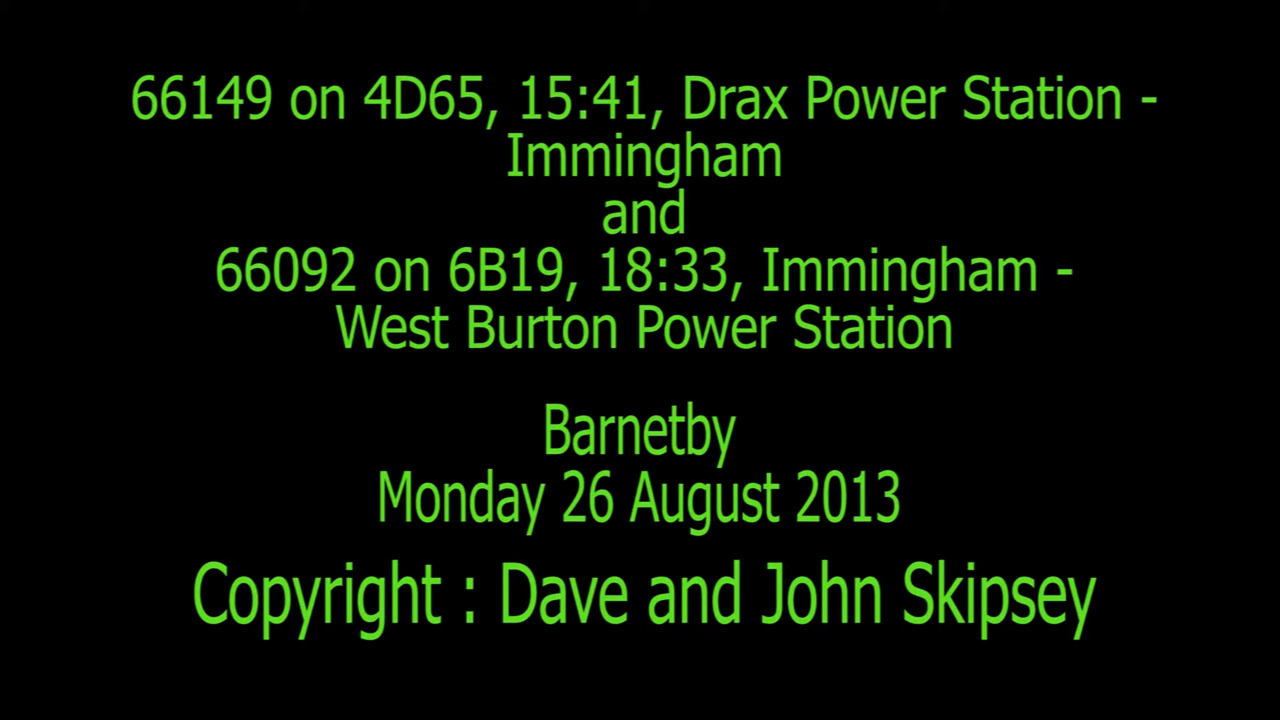 66149 on 4D65, 15:41, Drax Power Station -
Immingham
and
66092 on 6B19, 18:33, Immingham -
West Burton Power Station
Barnetby
Monday 26 August 2013
Copyright : Dave and John Skipsey